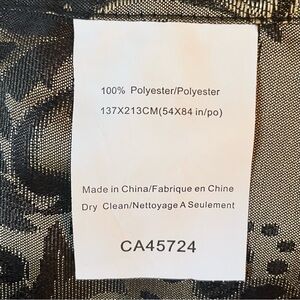 100% Polyester/Polyester
137X213CM(54X84 in/po)
Made in China/Fabrique en Chine
Dry Clean/Nettoyage A Seulement
CA45724